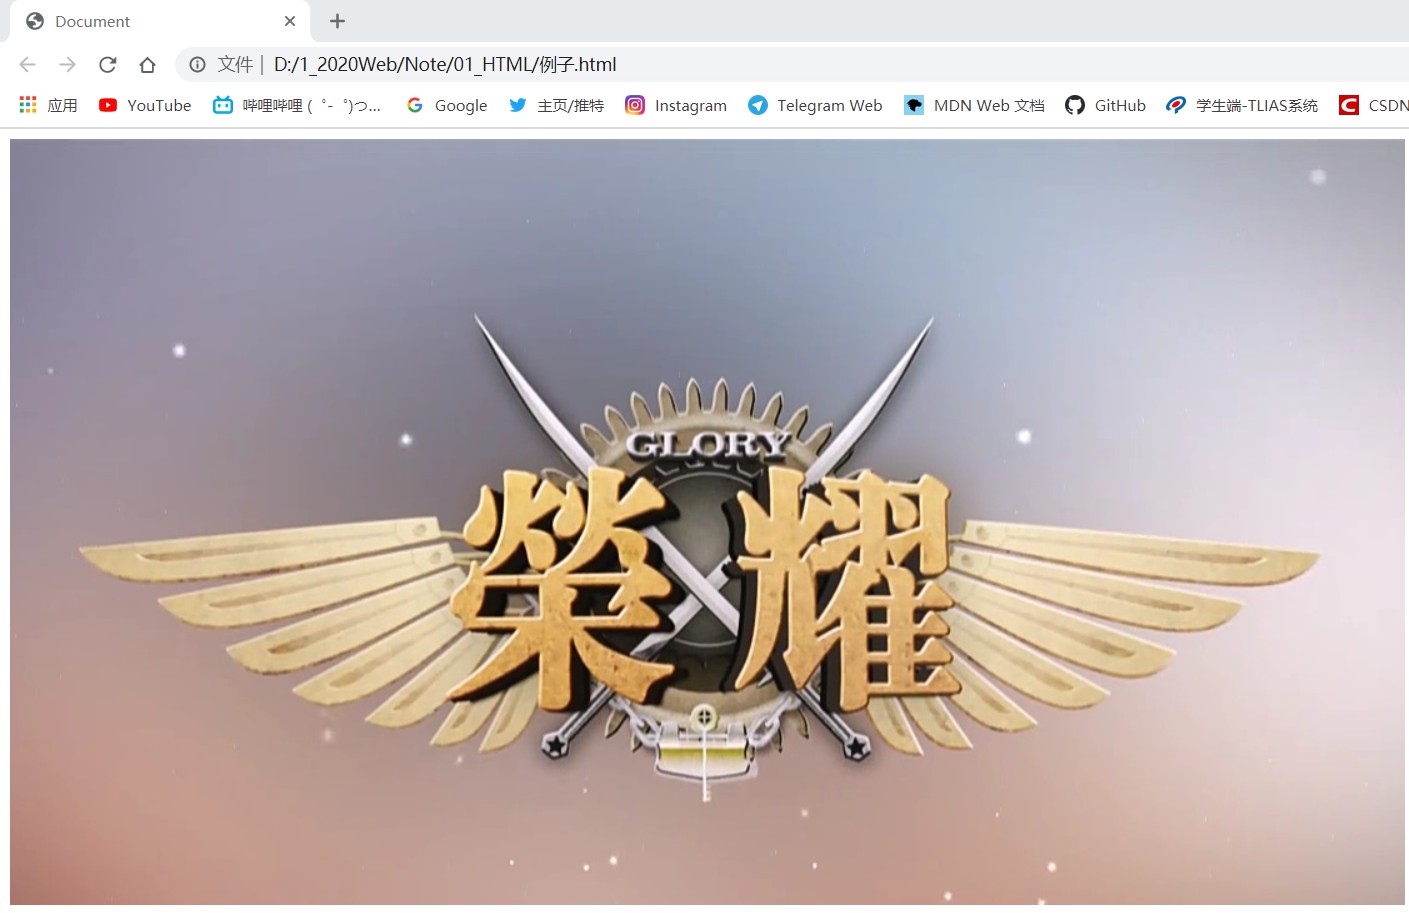 Document
文件 | D:/1_2020Web/Note/01_HTML/例子.html
应用 YouTube 哔哩哔哩 ( ゜- ゜)つ... Google 主页/推特 Instagram Telegram Web MDN Web 文档 GitHub 学生端-TLIAS系统 CSDN
GLORY
榮耀